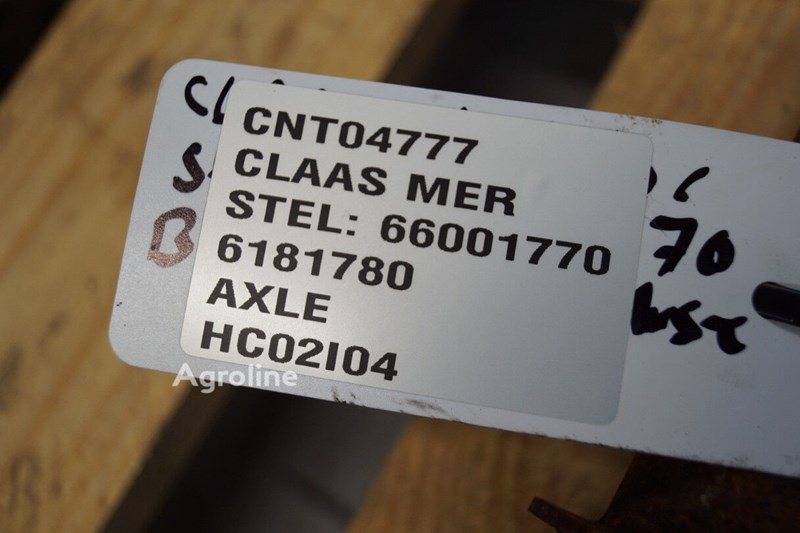 CNT04777
CLAAS MER
STEL: 66001770
6181780
AXLE
HC02I04
B
70
Agroline